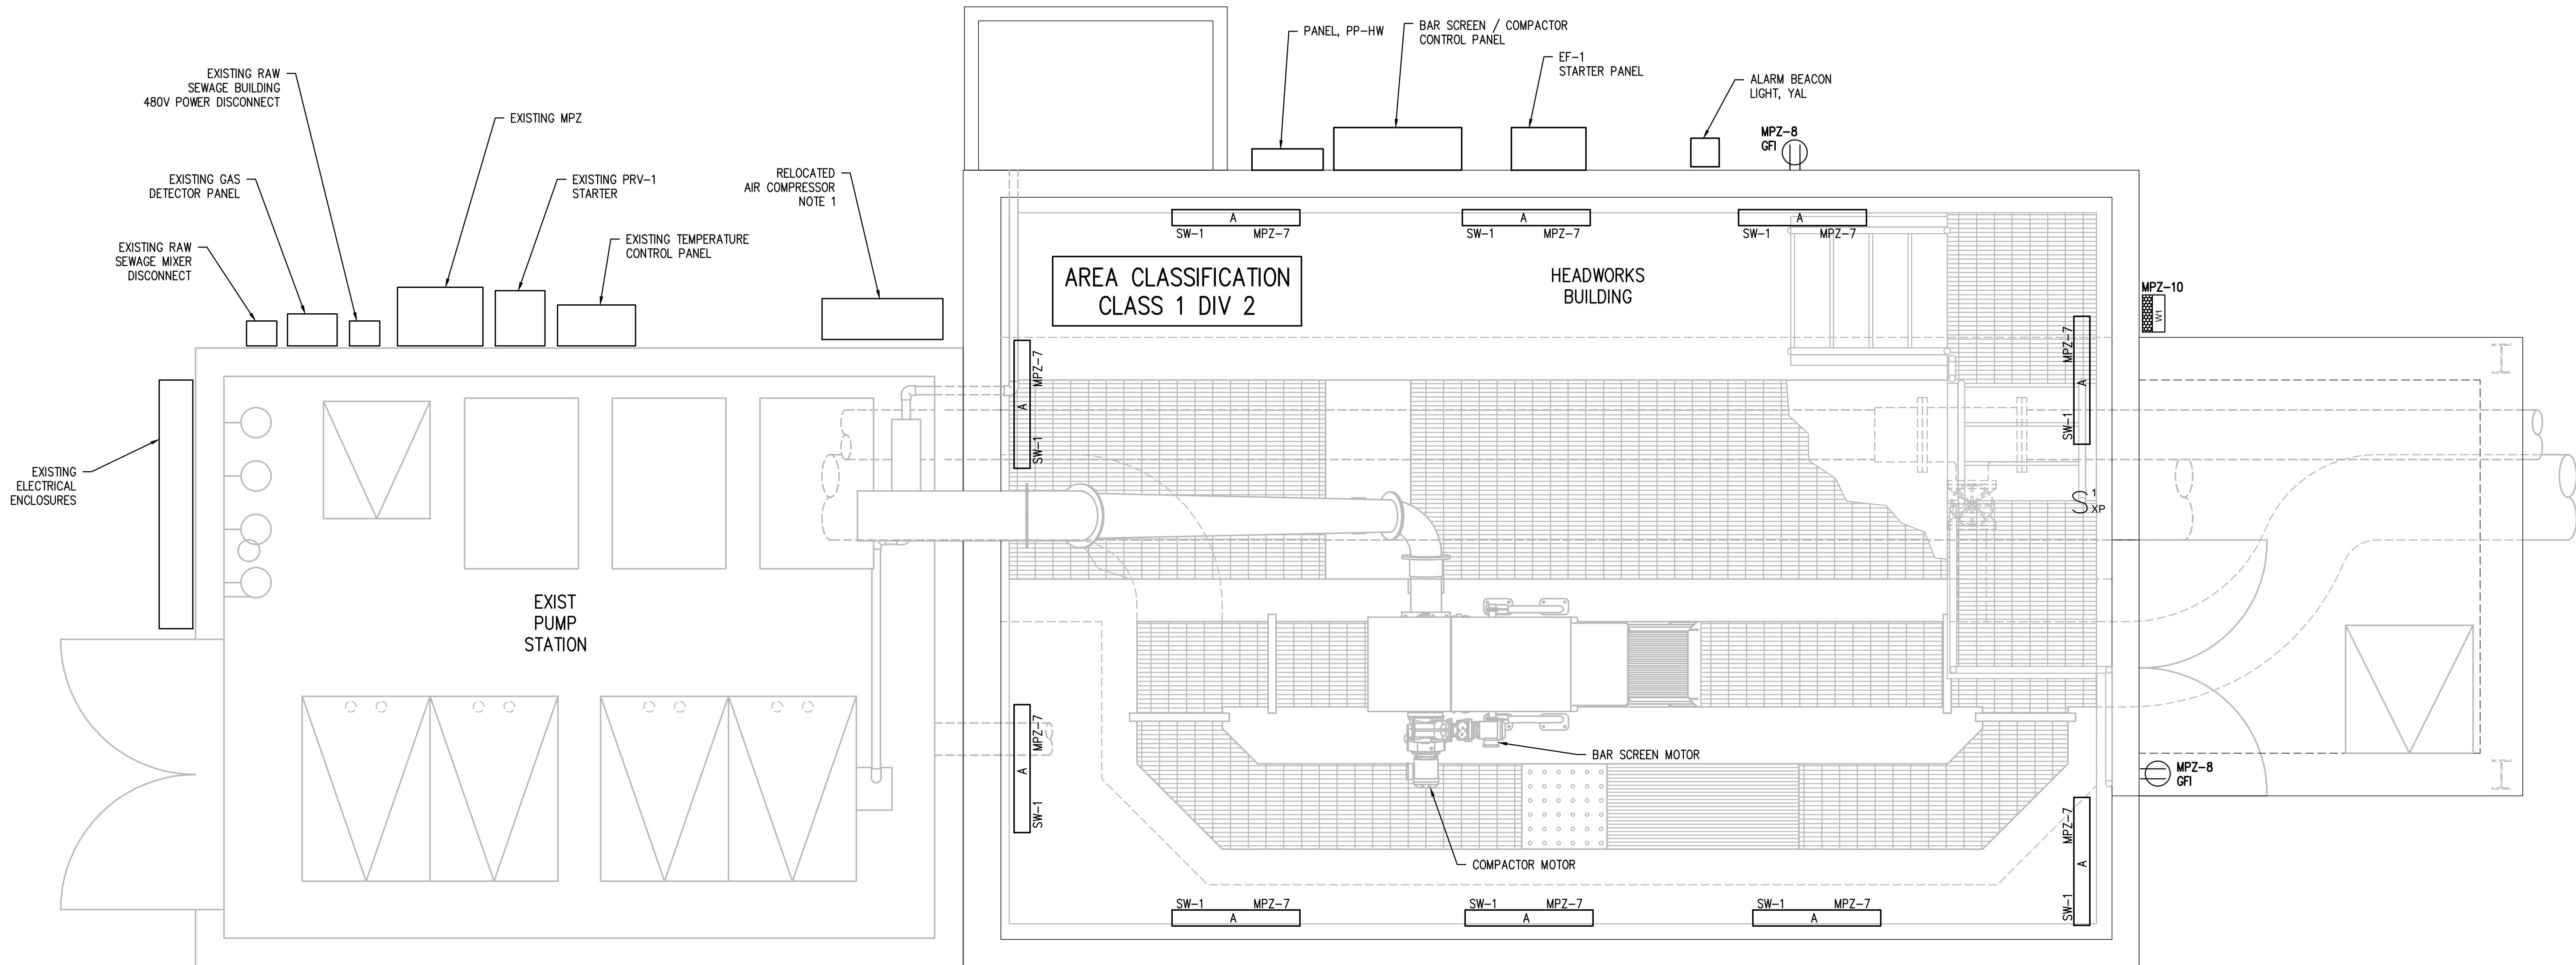 PANEL, PP-HW
BAR SCREEN / COMPACTOR
CONTROL PANEL
EF-1
STARTER PANEL
ALARM BEACON
LIGHT, YAL
MPZ-8
GFI
EXISTING RAW
SEWAGE BUILDING
480V POWER DISCONNECT
EXISTING MPZ
EXISTING GAS
DETECTOR PANEL
EXISTING PRV-1
STARTER
RELOCATED
AIR COMPRESSOR
NOTE 1
EXISTING RAW
SEWAGE MIXER
DISCONNECT
EXISTING TEMPERATURE
CONTROL PANEL
A
SW-1 MPZ-7
A
SW-1 MPZ-7
A
SW-1 MPZ-7
AREA CLASSIFICATION
CLASS 1 DIV 2
HEADWORKS
BUILDING
MPZ-10
W1
MPZ-7
A
SW-1
MPZ-7
A
SW-1
S 1
XP
EXISTING
ELECTRICAL
ENCLOSURES
EXIST
PUMP
STATION
MPZ-7
A
SW-1
BAR SCREEN MOTOR
MPZ-8
GFI
COMPACTOR MOTOR
MPZ-7
A
SW-1
SW-1 MPZ-7
A
SW-1 MPZ-7
A
SW-1 MPZ-7
A